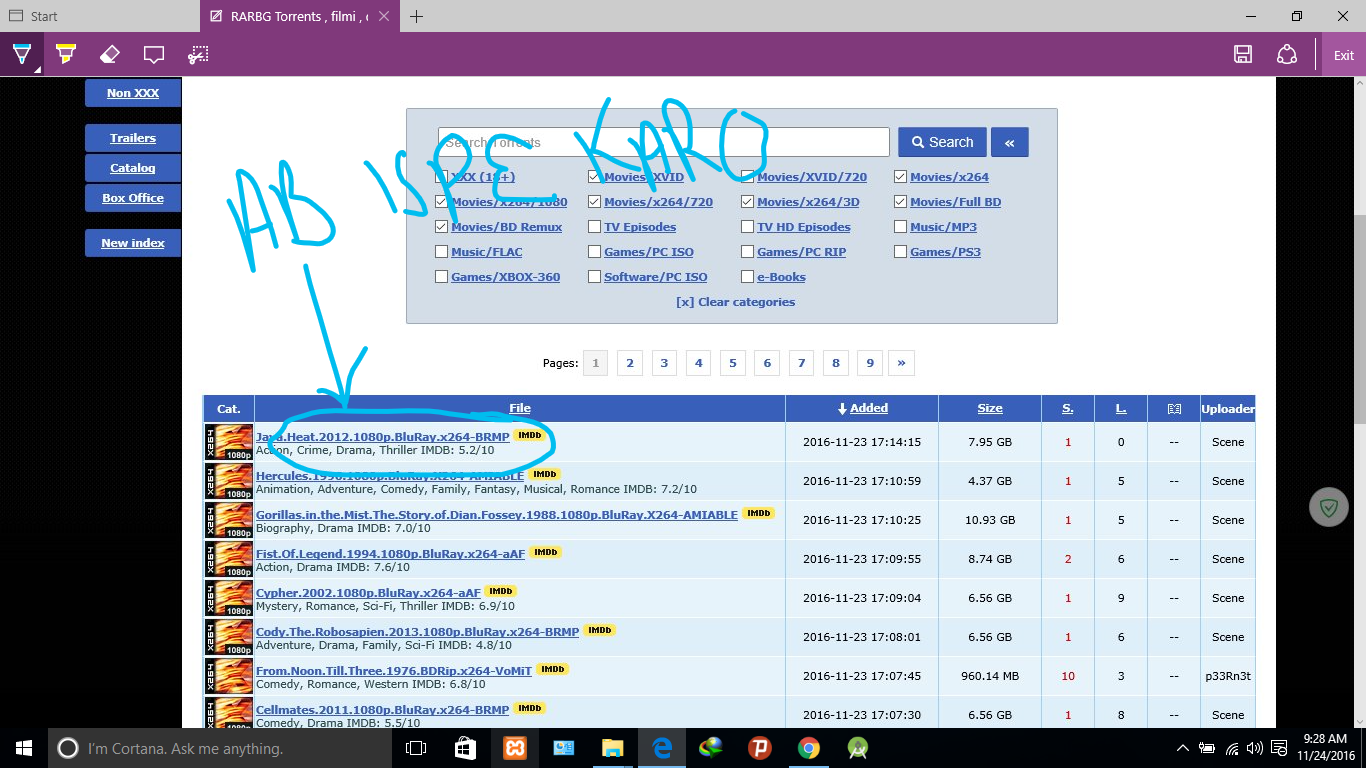 Start
RARBG Torrents , filmi ,
Exit
Non XXX
Trailers
Catalog
Box Office
New index
AB ISPE KARO
Search Torrents
Search «
XXX (18+) Movies/XVID Movies/XVID/720 Movies/x264
Movies/x264/1080 Movies/x264/720 Movies/x264/3D Movies/Full BD
Movies/BD Remux TV Episodes TV HD Episodes Music/MP3
Music/FLAC Games/PC ISO Games/PC RIP Games/PS3
Games/XBOX-360 Software/PC ISO e-Books
[x] Clear categories
Pages: 1 2 3 4 5 6 7 8 9 »
Cat. File Added Size S. L. Uploader
X264 1080p Java.Heat.2012.1080p.BluRay.x264-BRMP IMDb 2016-11-23 17:14:15 7.95 GB 1 0 -- Scene
Action, Crime, Drama, Thriller IMDB: 5.2/10
X264 1080p Hercules.1998.1080p.BluRay.X264-AMIABLE IMDb 2016-11-23 17:10:59 4.37 GB 1 5 -- Scene
Animation, Adventure, Comedy, Family, Fantasy, Musical, Romance IMDB: 7.2/10
X264 1080p Gorillas.in.the.Mist.The.Story.of.Dian.Fossey.1988.1080p.BluRay.X264-AMIABLE IMDb 2016-11-23 17:10:25 10.93 GB 1 5 -- Scene
Biography, Drama IMDB: 7.0/10
X264 1080p Fist.Of.Legend.1994.1080p.BluRay.x264-aAF IMDb 2016-11-23 17:09:55 8.74 GB 2 6 -- Scene
Action, Drama IMDB: 7.6/10
X264 1080p Cypher.2002.1080p.BluRay.x264-aAF IMDb 2016-11-23 17:09:04 6.56 GB 1 9 -- Scene
Mystery, Romance, Sci-Fi, Thriller IMDB: 6.9/10
X264 1080p Cody.The.Robosapien.2013.1080p.BluRay.x264-BRMP IMDb 2016-11-23 17:08:01 6.56 GB 1 6 -- Scene
Adventure, Drama, Family, Sci-Fi IMDB: 4.8/10
X264 From.Noon.Till.Three.1976.BDRip.x264-VoMiT IMDb 2016-11-23 17:07:45 960.14 MB 10 3 -- p33Rn3t
Comedy, Romance, Western IMDB: 6.8/10
X264 1080p Cellmates.2011.1080p.BluRay.x264-BRMP IMDb 2016-11-23 17:07:30 6.56 GB 1 8 -- Scene
Comedy, Drama IMDB: 5.5/10
I'm Cortana. Ask me anything.
9:28 AM
11/24/2016